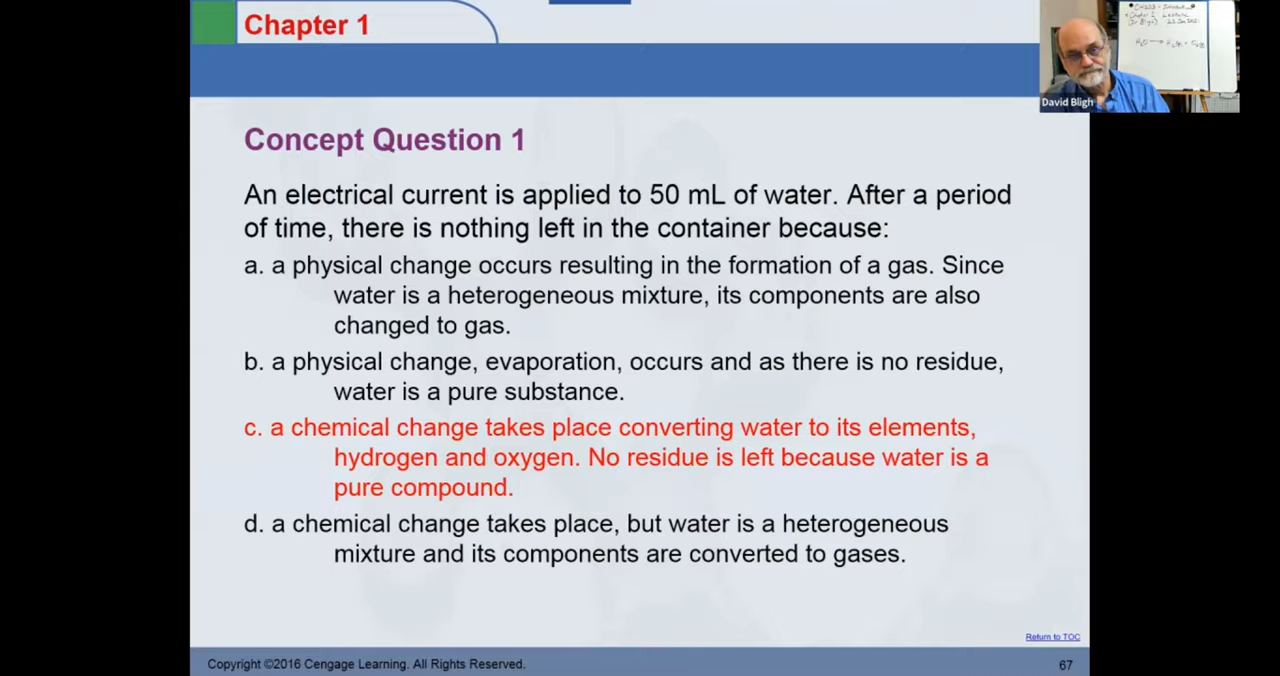 Chapter 1
David Bligh
Concept Question 1
An electrical current is applied to 50 mL of water. After a period
of time, there is nothing left in the container because:
a. a physical change occurs resulting in the formation of a gas. Since
water is a heterogeneous mixture, its components are also
changed to gas.
b. a physical change, evaporation, occurs and as there is no residue,
water is a pure substance.
c. a chemical change takes place converting water to its elements,
hydrogen and oxygen. No residue is left because water is a
pure compound.
d. a chemical change takes place, but water is a heterogeneous
mixture and its components are converted to gases.
Return to TOC
Copyright ©2016 Cengage Learning. All Rights Reserved.
67